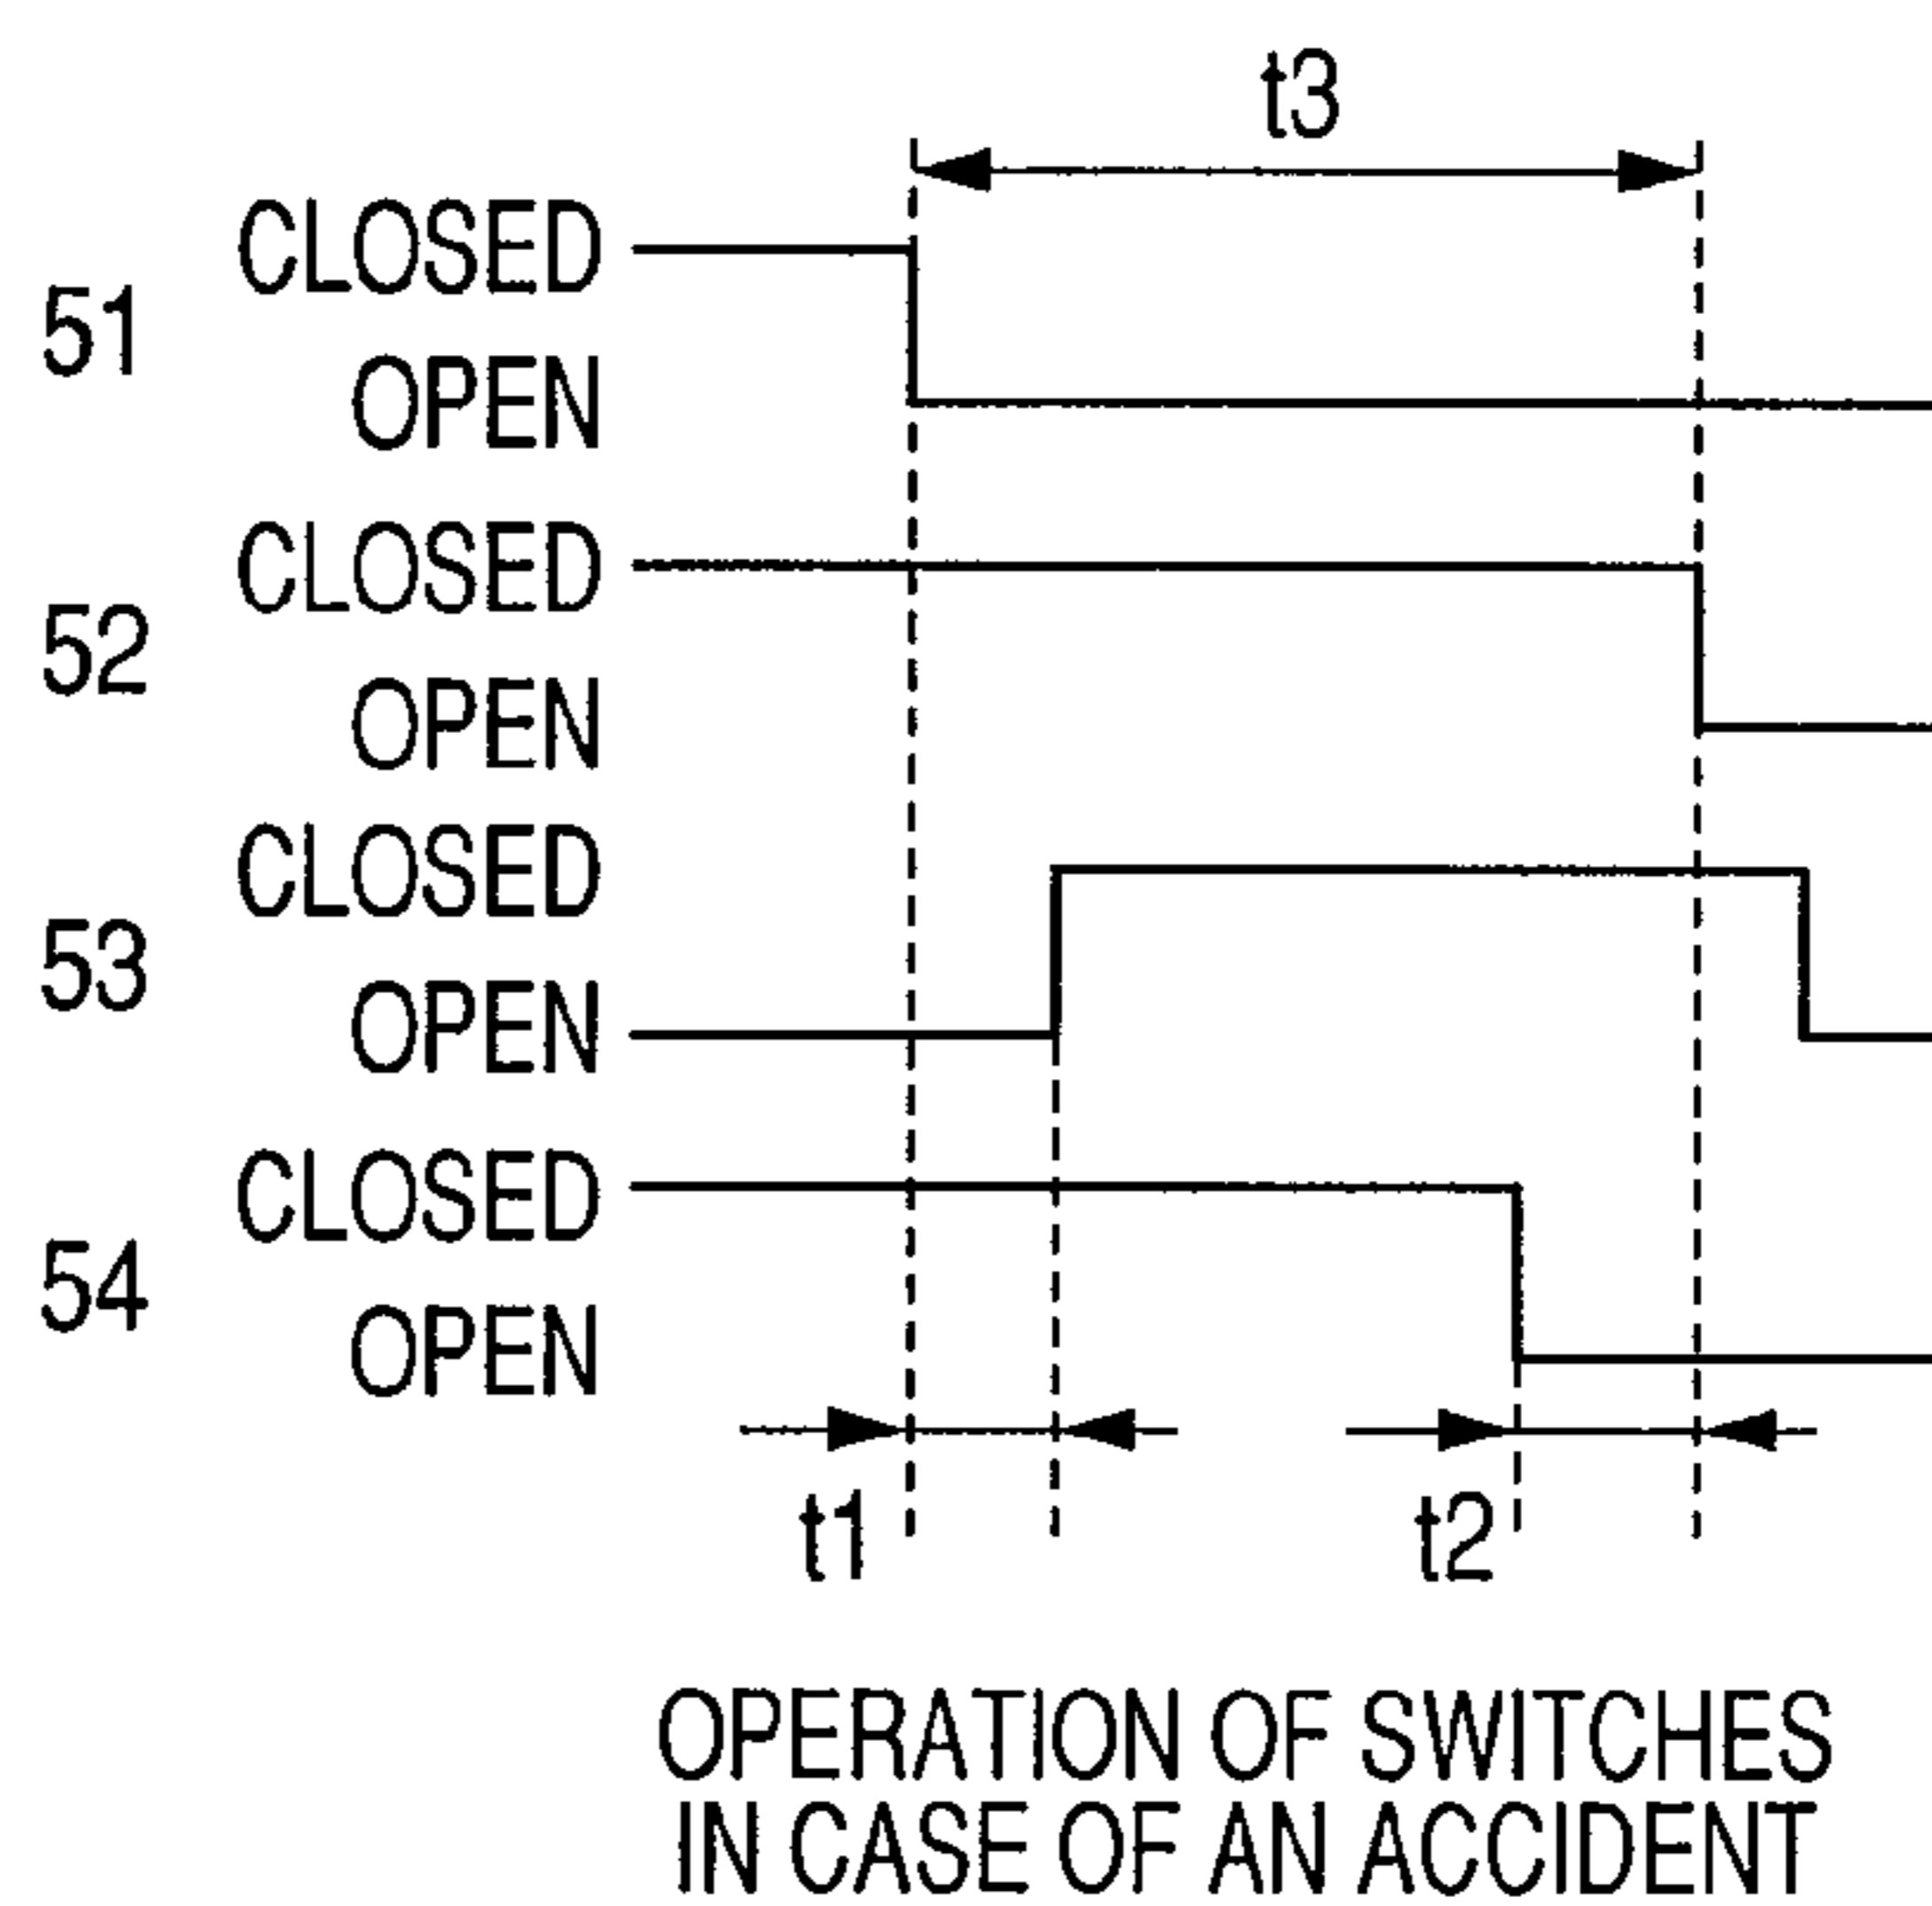 t3
CLOSED
51
OPEN
CLOSED
52
OPEN
CLOSED
53
OPEN
CLOSED
54
OPEN
t1
t2
OPERATION OF SWITCHES
IN CASE OF AN ACCIDENT